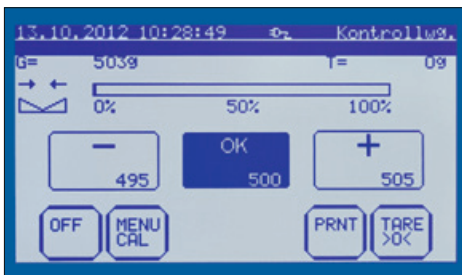 13.10.2012 10:28:49 Kontrollwg.
G= 503g T= 0g
0% 50% 100%
− OK +
495 500 505
OFF MENU CAL PRNT TARE >0<